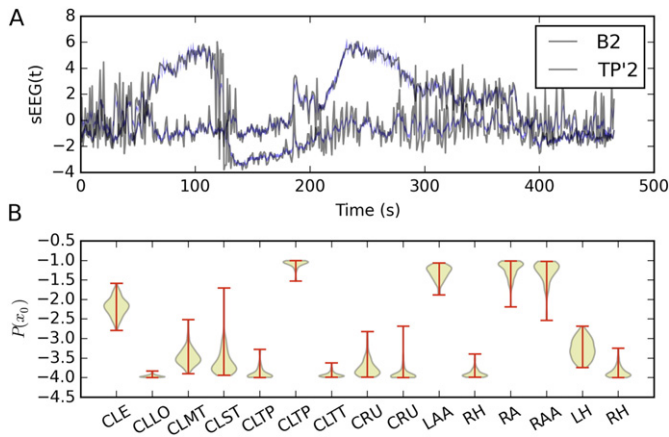 A
8
6
4
2
0
−2
−4
sEEG(t)
B2
TP'2
0 100 200 300 400 500
Time (s)
B
−0.5
−1.0
−1.5
−2.0
−2.5
−3.0
−3.5
−4.0
−4.5
P(x₀)
CLE CLLO CLMT CLST CLTP CLTP CLTT CRU CRU LAA RH RA RAA LH RH